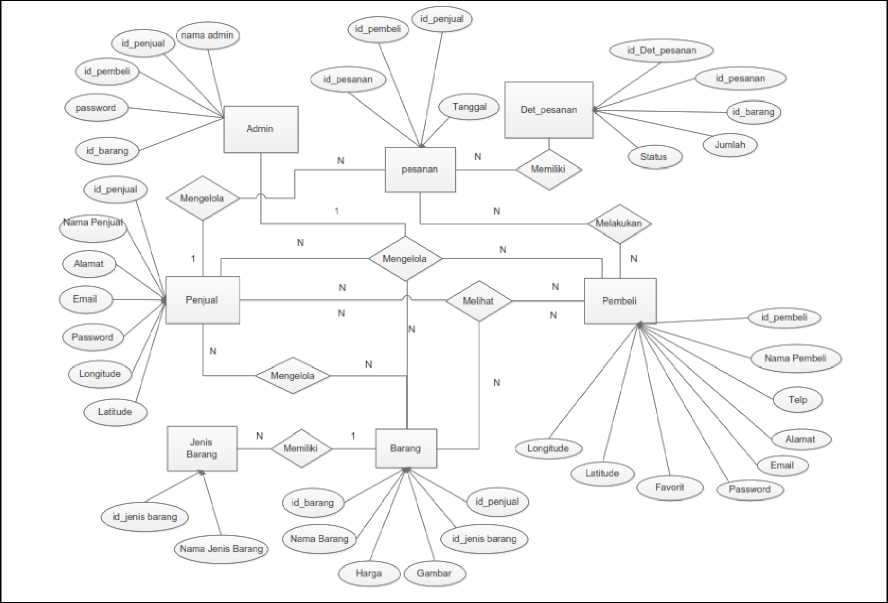 id_penjual
id_pembeli
nama admin
id_penjual
id_pembeli
id_pesanan
id_Det_pesanan
id_pesanan
password
Tanggal
Det_pesanan
id_barang
Admin
Jumlah
id_barang
Status
N
N
pesanan
Memiliki
id_penjual
Mengelola
1
N
Melakukan
Nama Penjual
N
N
Alamat
1
Mengelola
N
Email
Penjual
N
Melihat
N
Pembeli
N
N
id_pembeli
Password
N
N
Nama Pembeli
Longitude
Mengelola
N
N
Telp
Latitude
Jenis
Barang
N
Memiliki
1
Barang
Longitude
Alamat
Email
Latitude
Favorit
Password
id_jenis barang
id_barang
id_penjual
Nama Barang
id_jenis barang
Nama Jenis Barang
Harga
Gambar